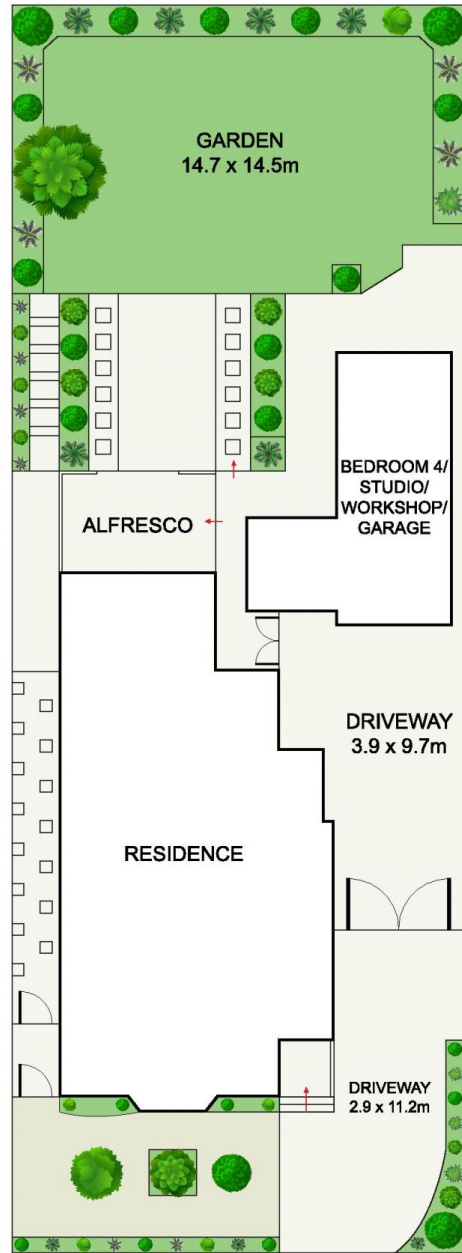 GARDEN
14.7 x 14.5m
BEDROOM 4/
STUDIO/
WORKSHOP/
GARAGE
ALFRESCO
DRIVEWAY
3.9 x 9.7m
RESIDENCE
DRIVEWAY
2.9 x 11.2m